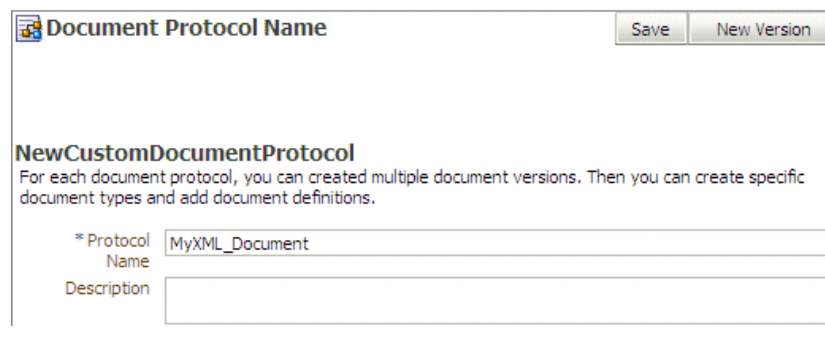 Document Protocol Name
Save
New Version
NewCustomDocumentProtocol
For each document protocol, you can created multiple document versions. Then you can create specific
document types and add document definitions.
* Protocol
Name
MyXML_Document
Description